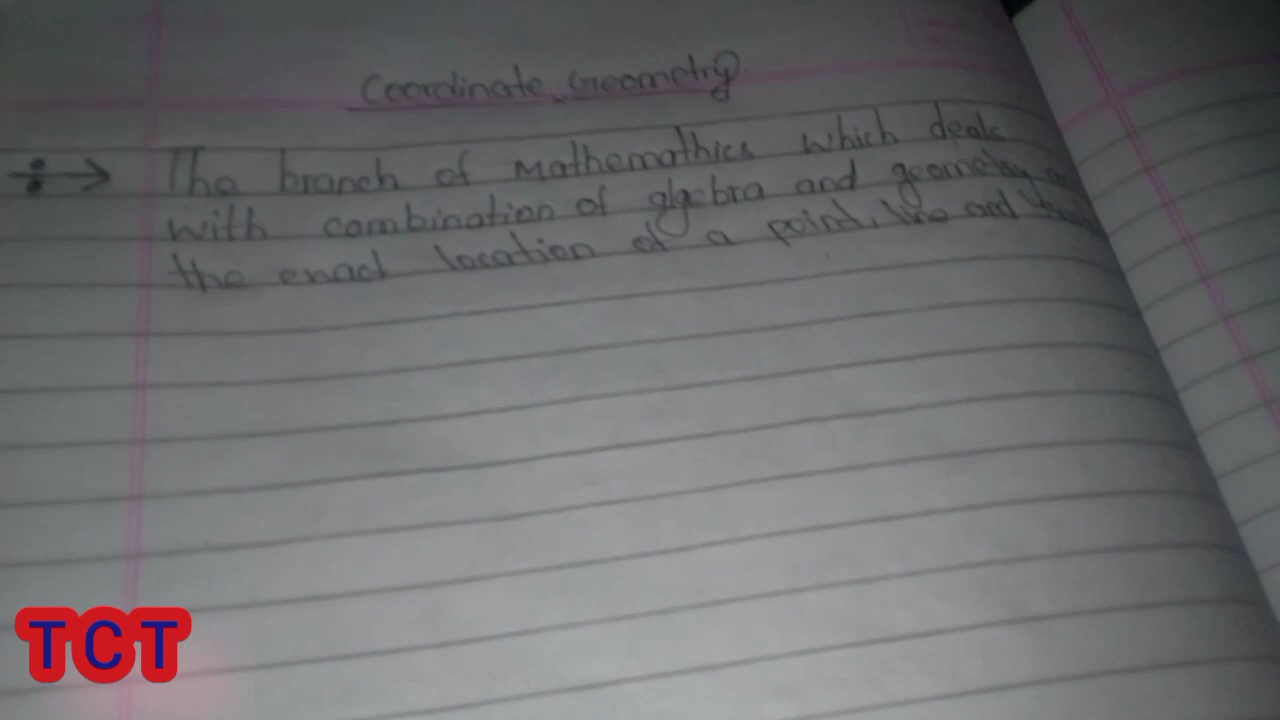 Coordinate Geometry
÷→ The branch of Mathemathics which deals
with combination of algebra and geometry
the enact location of a point, line and
TCT